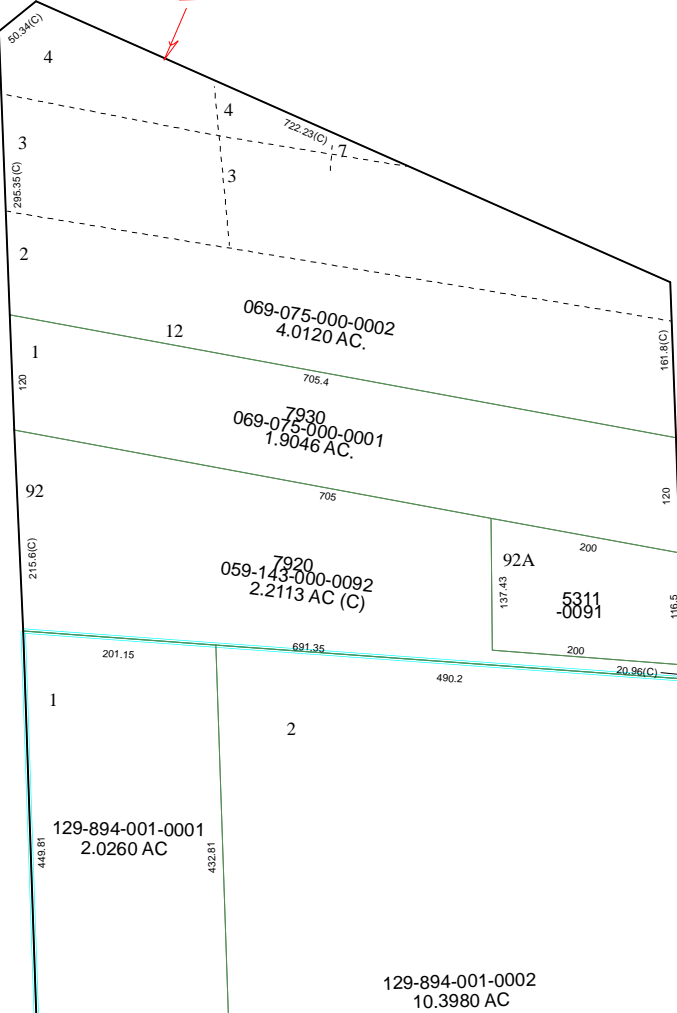 50.34(C)
4
4
722.23(C)
7
3
295.35(C)
3
2
069-075-000-0002
4.0120 AC.
161.8(C)
12
1
120
705.4
7930
069-075-000-0001
1.9046 AC.
120
92
705
215.6(C)
7920
059-143-000-0092
2.2113 AC (C)
92A
200
137.43
5311
-0091
116.5
200
20.96(C)
691.35
201.15
490.2
1
2
129-894-001-0001
2.0260 AC
449.81
432.81
129-894-001-0002
10.3980 AC